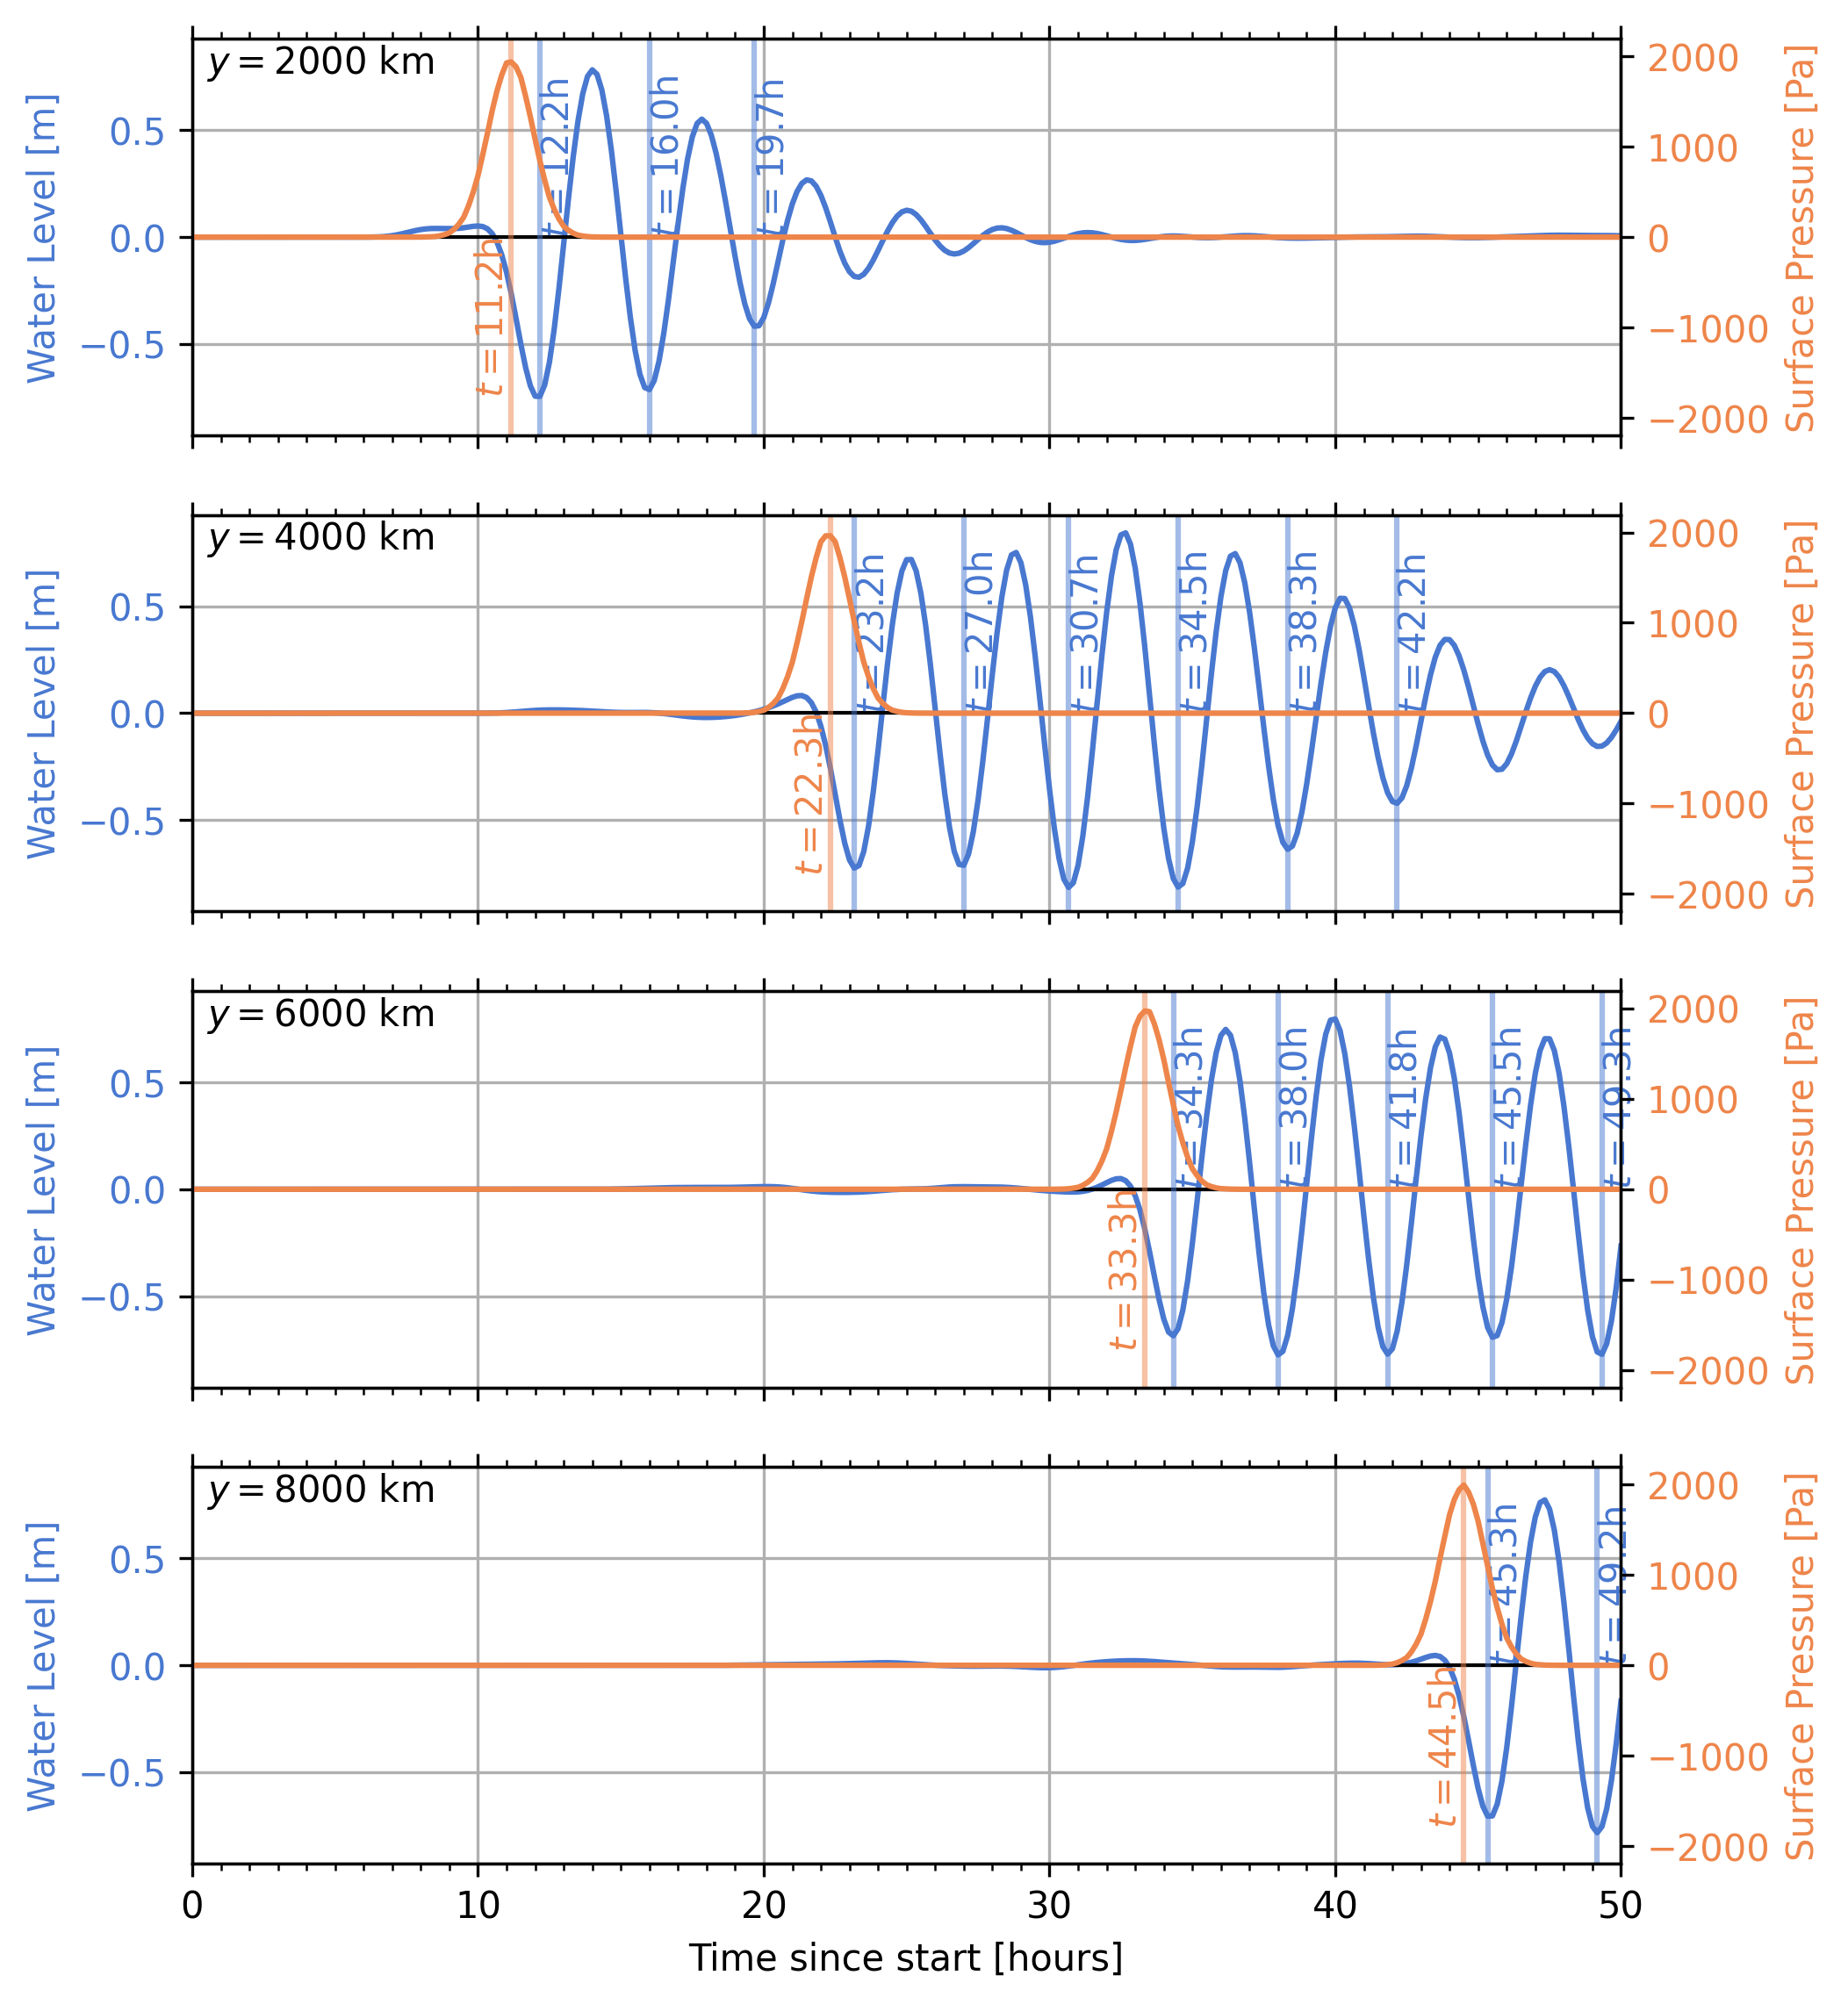 y = 2000 km
Water Level [m]
0.5
0.0
−0.5
t = 11.2h
t = 12.2h
t = 16.0h
t = 19.7h
2000
1000
0
−1000
−2000
Surface Pressure [Pa]
y = 4000 km
Water Level [m]
0.5
0.0
−0.5
t = 22.3h
t = 23.2h
t = 27.0h
t = 30.7h
t = 34.5h
t = 38.3h
t = 42.2h
2000
1000
0
−1000
−2000
Surface Pressure [Pa]
y = 6000 km
Water Level [m]
0.5
0.0
−0.5
t = 33.3h
t = 34.3h
t = 38.0h
t = 41.8h
t = 45.5h
t = 49.3h
2000
1000
0
−1000
−2000
Surface Pressure [Pa]
y = 8000 km
Water Level [m]
0.5
0.0
−0.5
t = 44.5h
t = 45.3h
t = 49.2h
2000
1000
0
−1000
−2000
Surface Pressure [Pa]
0 10 20 30 40 50
Time since start [hours]